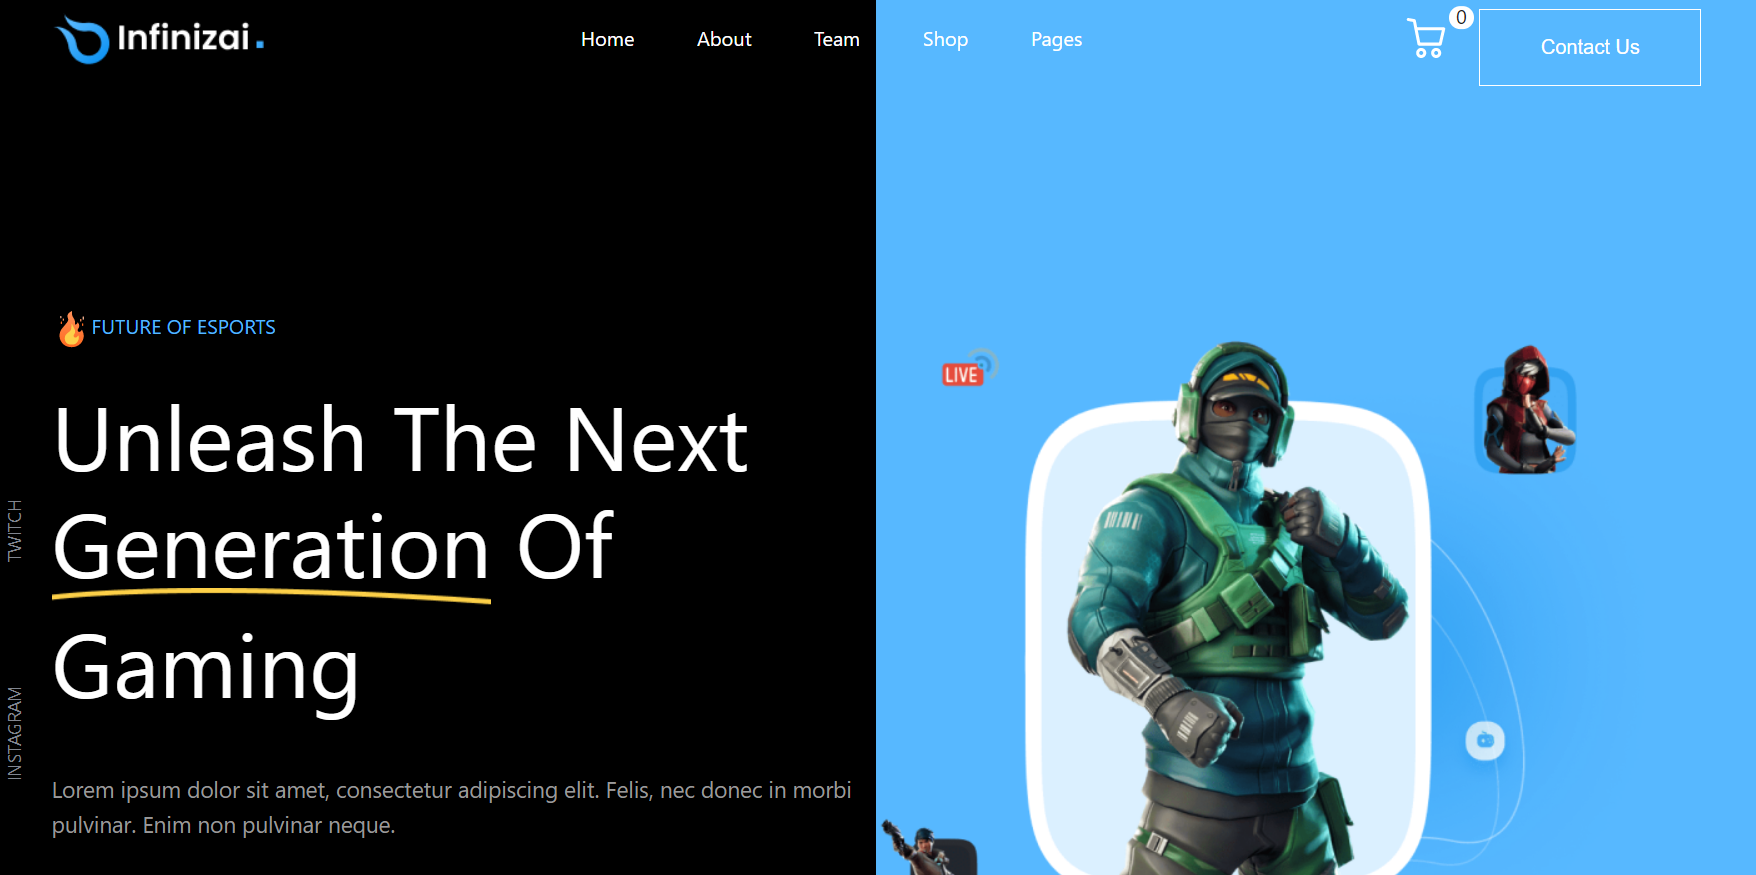 Infinizai.
Home
About
Team
Shop
Pages
0
Contact Us
FUTURE OF ESPORTS
LIVE
Unleash The Next
Generation Of
Gaming
TWITCH
INSTAGRAM
Lorem ipsum dolor sit amet, consectetur adipiscing elit. Felis, nec donec in morbi
pulvinar. Enim non pulvinar neque.